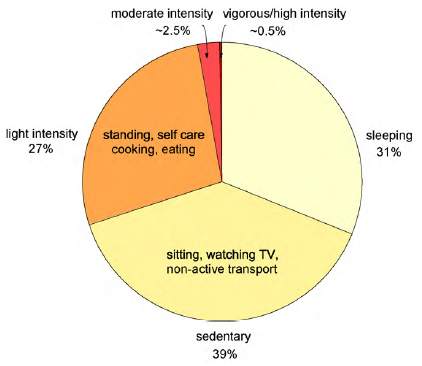 moderate intensity
~2.5%
vigorous/high intensity
~0.5%
light intensity
27%
standing, self care
cooking, eating
sleeping
31%
sitting, watching TV,
non-active transport
sedentary
39%